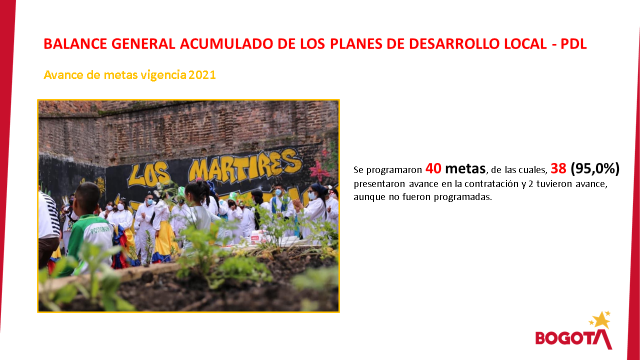 BALANCE GENERAL ACUMULADO DE LOS PLANES DE DESARROLLO LOCAL - PDL
Avance de metas vigencia 2021
LOS MARTIRES
Se programaron 40 metas, de las cuales, 38 (95,0%)
presentaron avance en la contratación y 2 tuvieron avance,
aunque no fueron programadas.
BOGOTA